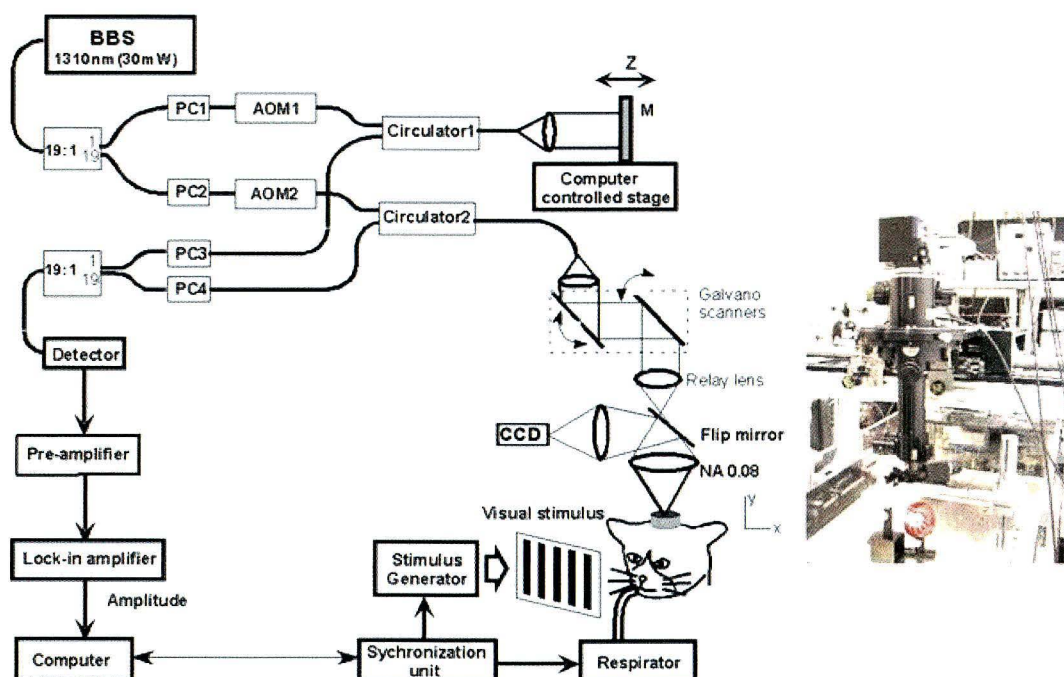 BBS
1310nm (30mW)
Z
PC1
AOM1
M
Circulator1
19:1
1
19
Computer
controlled stage
PC2
AOM2
Circulator2
19:1
1
19
PC3
PC4
Galvano
scanners
Detector
Relay lens
CCD
Flip mirror
Pre-amplifier
NA 0.08
y
x
Visual stimulus
Lock-in amplifier
Stimulus
Generator
Amplitude
Computer
Sychronization
unit
Respirator